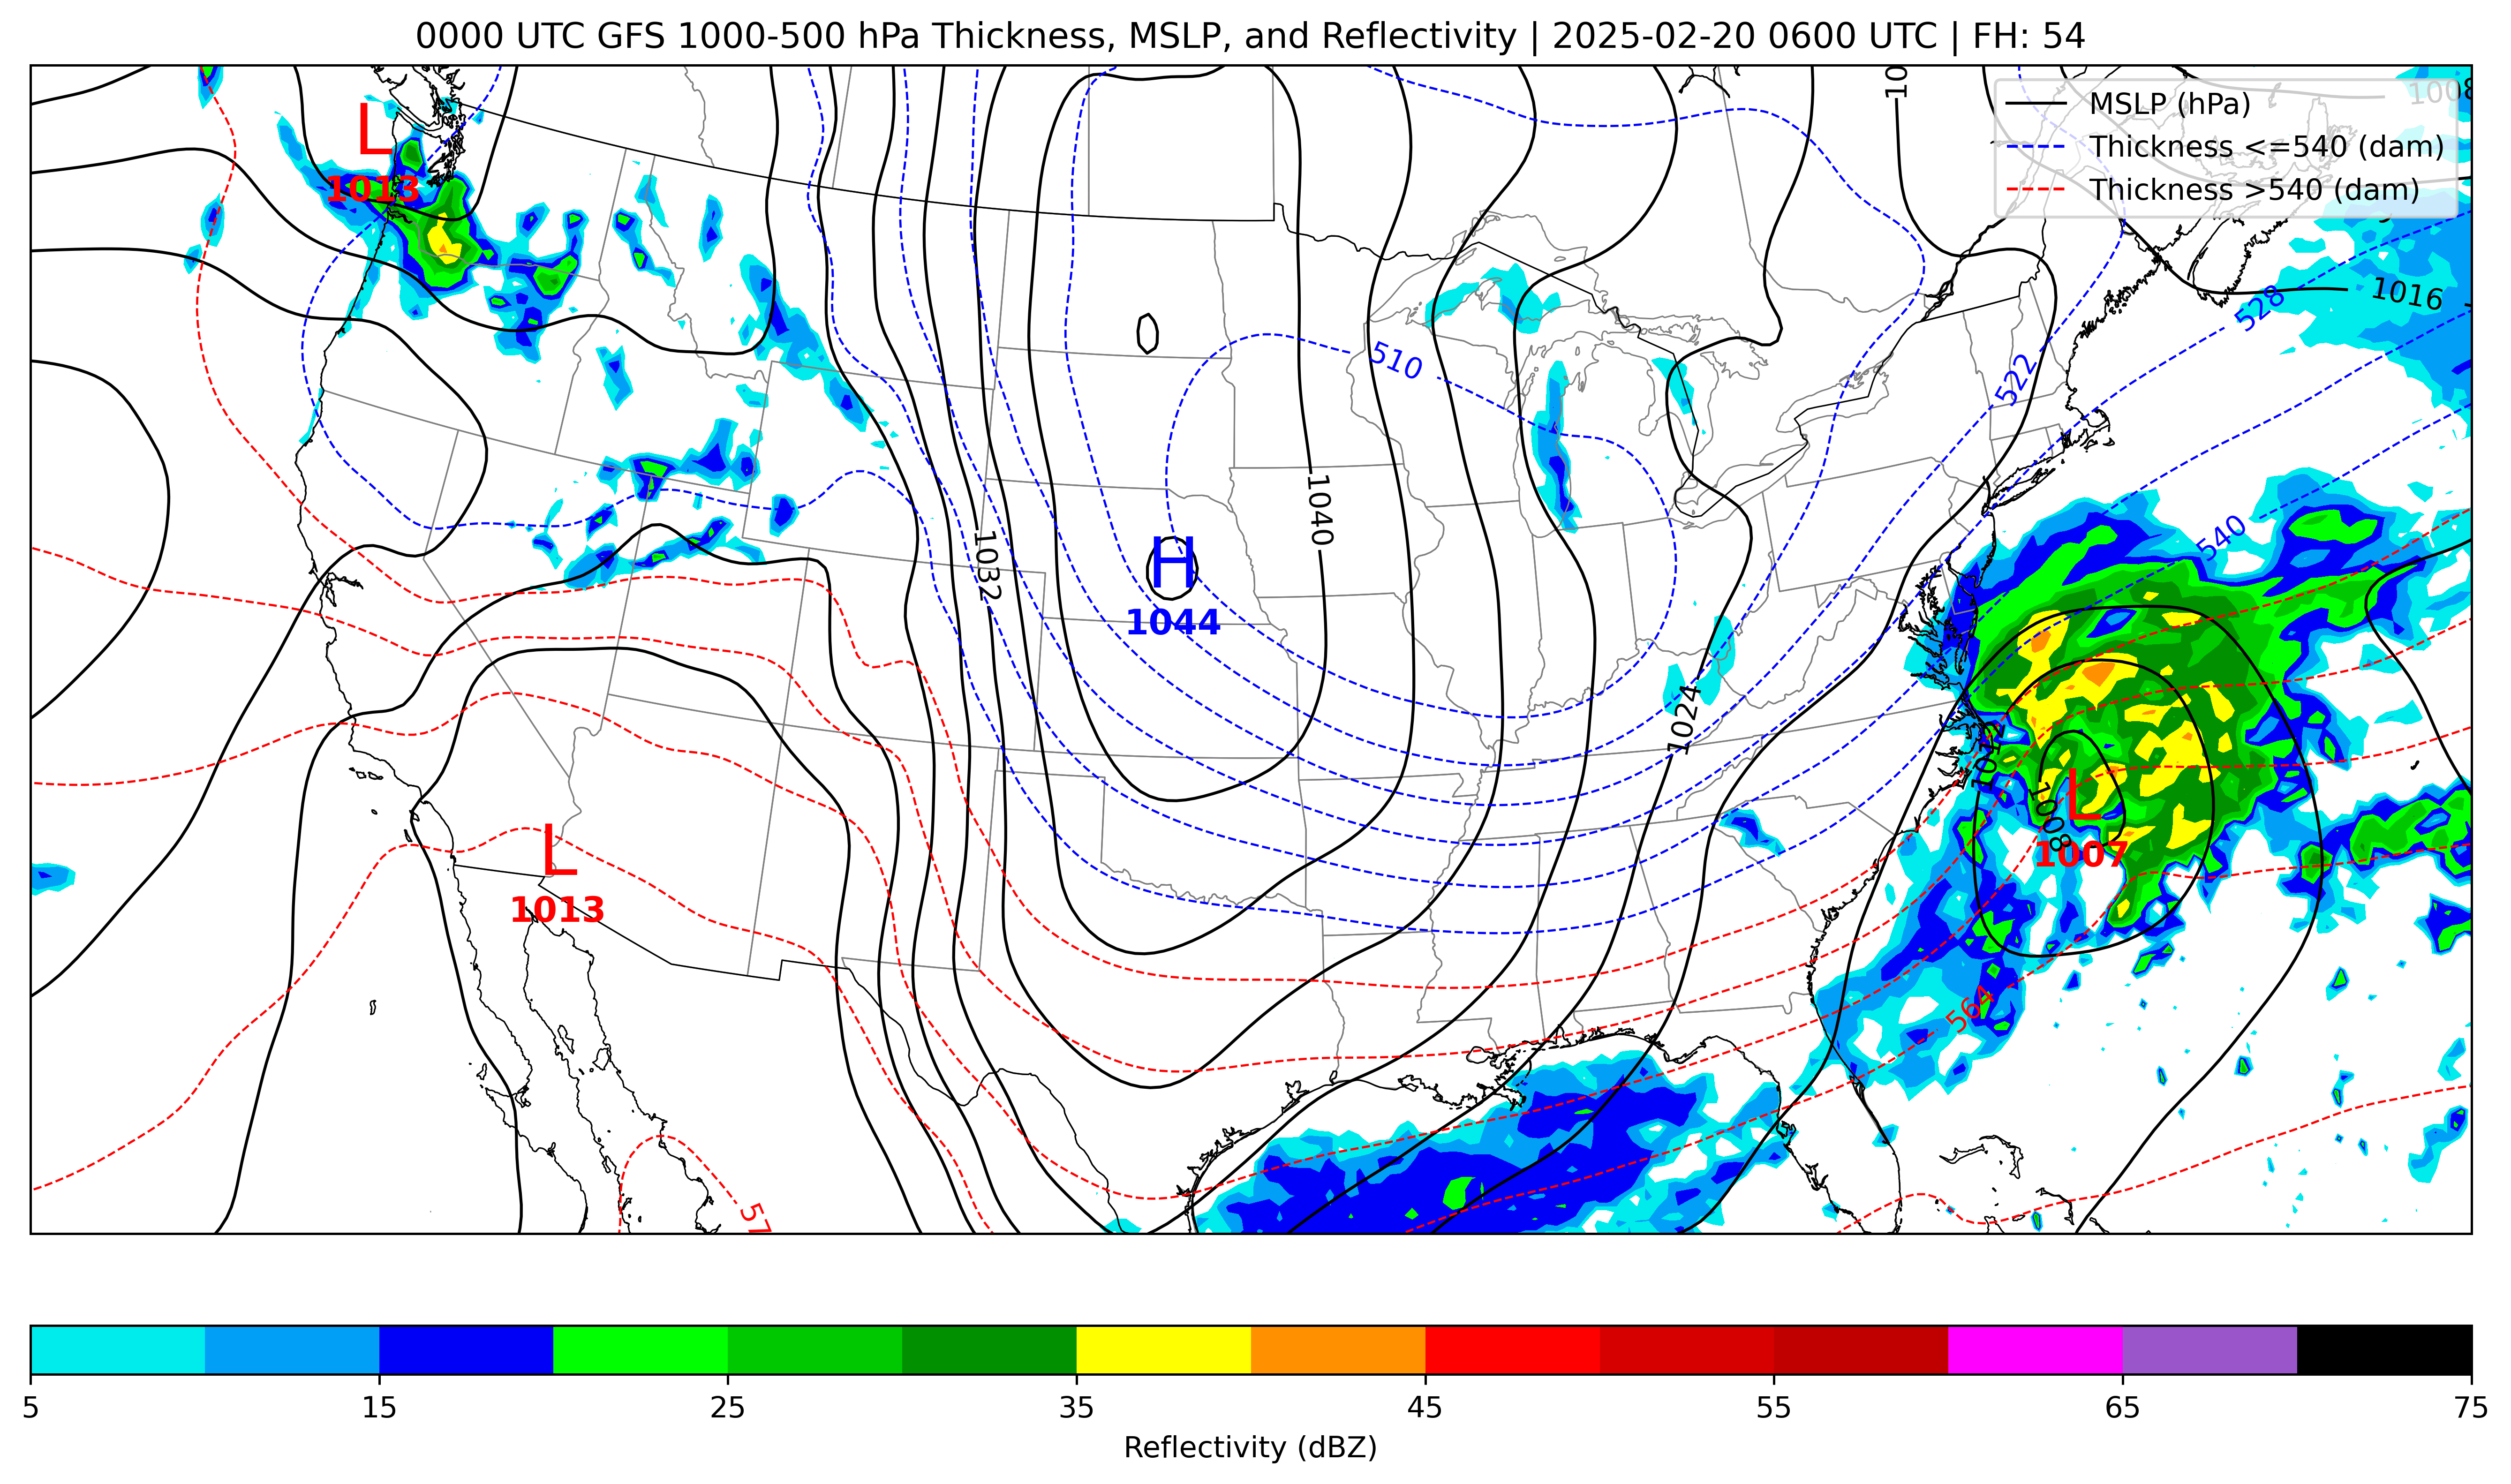 0000 UTC GFS 1000-500 hPa Thickness, MSLP, and Reflectivity | 2025-02-20 0600 UTC | FH: 54
MSLP (hPa)
Thickness <=540 (dam)
Thickness >540 (dam)
1008
10
L
1013
1016
528
510
522
1040
540
1032
H
1044
1024
1012
L
1008
1007
L
1013
564
57
5 15 25 35 45 55 65 75
Reflectivity (dBZ)